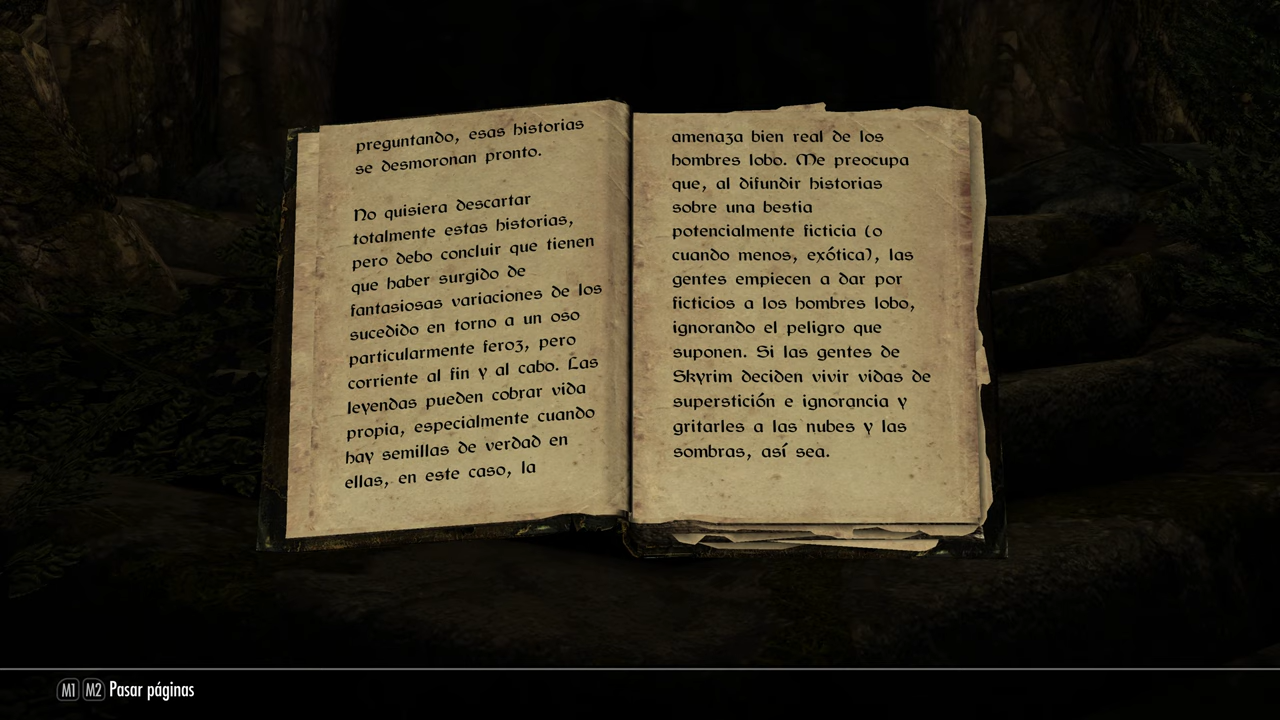 preguntando, esas historias
se desmoronan pronto.
No quisiera descartar
totalmente estas historias,
pero debo concluir que tienen
que haber surgido de
fantasiosas variaciones de los
sucedido en torno a un oso
particularmente feroz, pero
corriente al fin y al cabo. Las
leyendas pueden cobrar vida
propia, especialmente cuando
hay semillas de verdad en
ellas, en este caso, la
amenaza bien real de los
hombres lobo. Me preocupa
que, al difundir historias
sobre una bestia
potencialmente ficticia (o
cuando menos, exótica), las
gentes empiecen a dar por
ficticios a los hombres lobo,
ignorando el peligro que
suponen. Si las gentes de
Skyrim deciden vivir vidas de
superstición e ignorancia y
gritarles a las nubes y las
sombras, así sea.
M1 M2 Pasar páginas